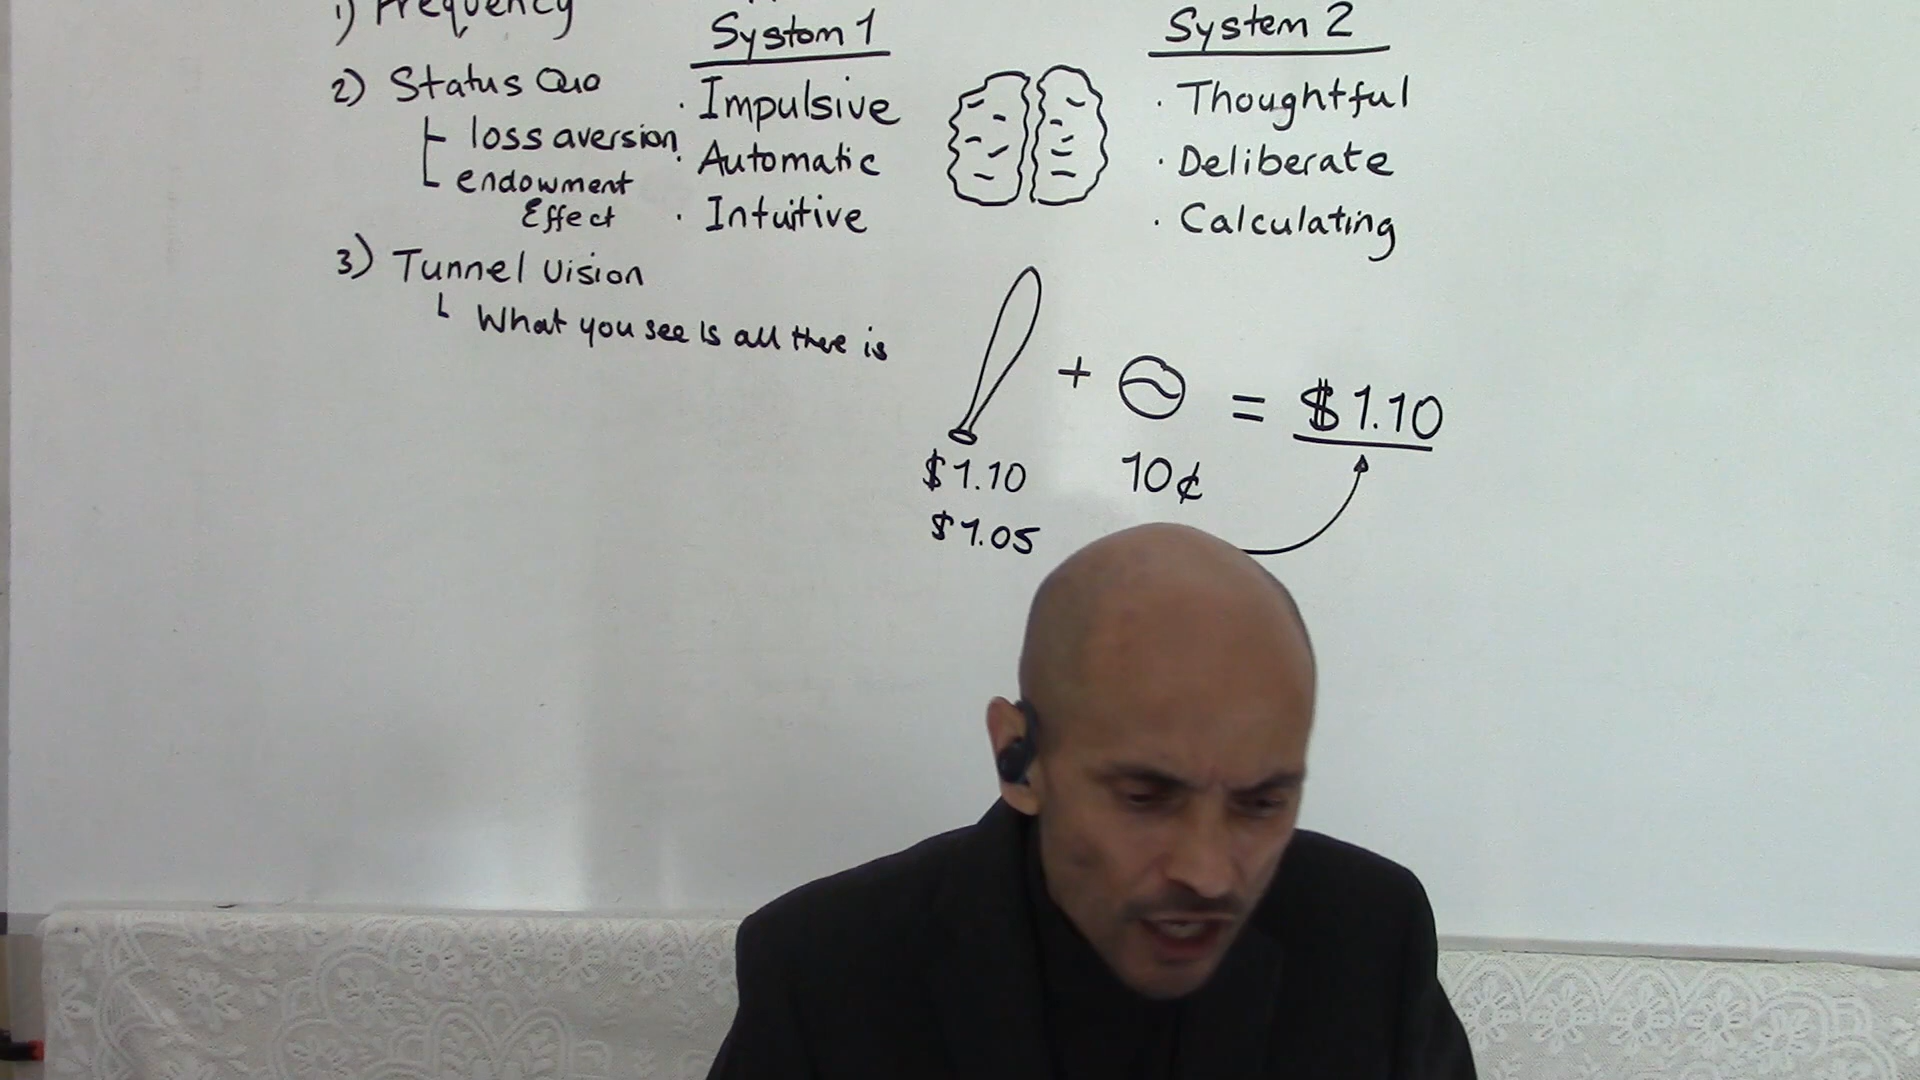 1) Frequency
2) Status Quo
loss aversion
endowment
Effect
3) Tunnel Vision
What you see is all there is
System 1
· Impulsive
· Automatic
· Intuitive
System 2
· Thoughtful
· Deliberate
· Calculating
+ = $1.10
$1.10 10¢
$1.05